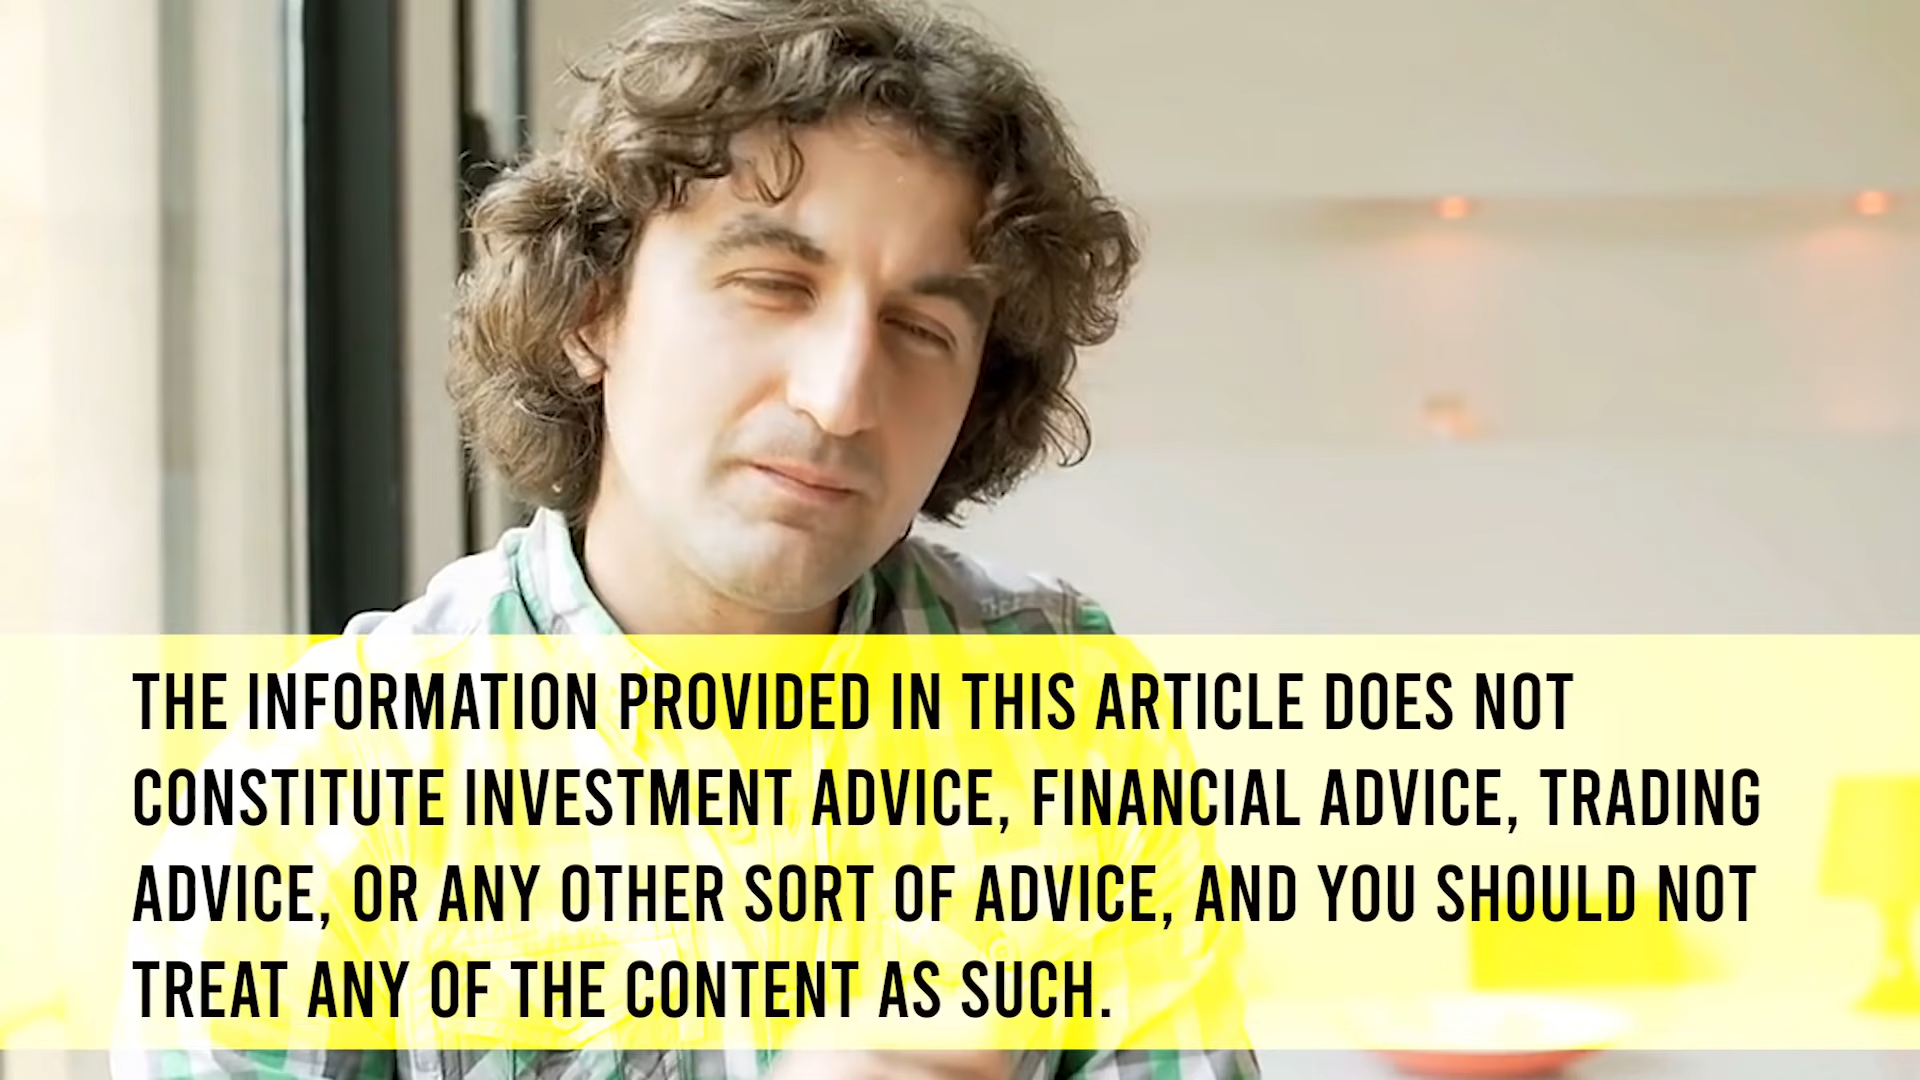 THE INFORMATION PROVIDED IN THIS ARTICLE DOES NOT
CONSTITUTE INVESTMENT ADVICE, FINANCIAL ADVICE, TRADING
ADVICE, OR ANY OTHER SORT OF ADVICE, AND YOU SHOULD NOT
TREAT ANY OF THE CONTENT AS SUCH.